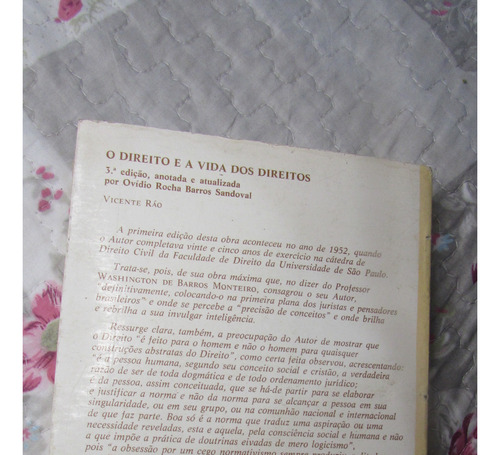 O DIREITO E A VIDA DOS DIREITOS
3.ª edição, anotada e atualizada
por Ovídio Rocha Barros Sandoval
VICENTE RÁO
A primeira edição desta obra aconteceu no ano de 1952, quando
o Autor completava vinte e cinco anos de exercício na cátedra de
Direito Civil da Faculdade de Direito da Universidade de São Paulo.
Trata-se, pois, de sua obra máxima que, no dizer do Professor
WASHINGTON DE BARROS MONTEIRO, consagrou o seu Autor,
"definitivamente, colocando-o na primeira plana dos juristas e pensadores
brasileiros" e onde se percebe a "precisão de conceitos" e onde brilha
e rebrilha a sua invulgar inteligência.
Ressurge clara, também, a preocupação do Autor de mostrar que
o Direito "é feito para o homem e não o homem para quaisquer
construções abstratas do Direito", como certa feita observou, acrescentando:
"é a pessoa humana, segundo seu conceito social e cristão, a verdadeira
razão de ser de toda dogmática e de todo ordenamento jurídico;
é da pessoa, assim conceituada, que se há-de partir para se elaborar
e justificar a norma e não da norma para se alcançar a pessoa em sua
singularidade, ou em seu grupo, ou na comunhão nacional e internacional
de que faz parte. Boa só é a norma que traduz uma aspiração ou uma
necessidade reveladas, esta e aquela, pela consciência social e humana e não
a que impõe a prática de doutrinas eivadas de mero logicismo",
pois "a obsessão por um cego normativismo sempre